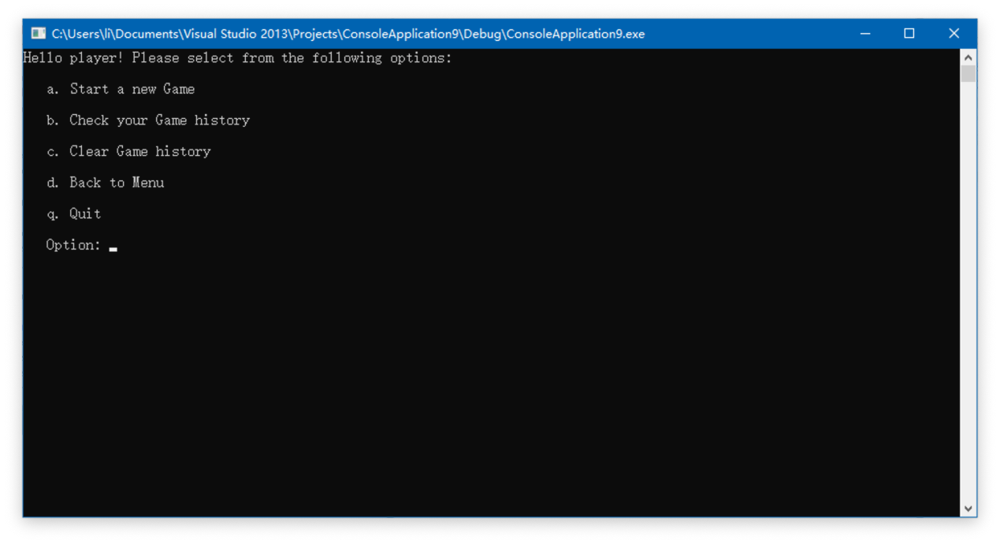 C:\Users\li\Documents\Visual Studio 2013\Projects\ConsoleApplication9\Debug\ConsoleApplication9.exe
Hello player! Please select from the following options:
a. Start a new Game
b. Check your Game history
c. Clear Game history
d. Back to Menu
q. Quit
Option: